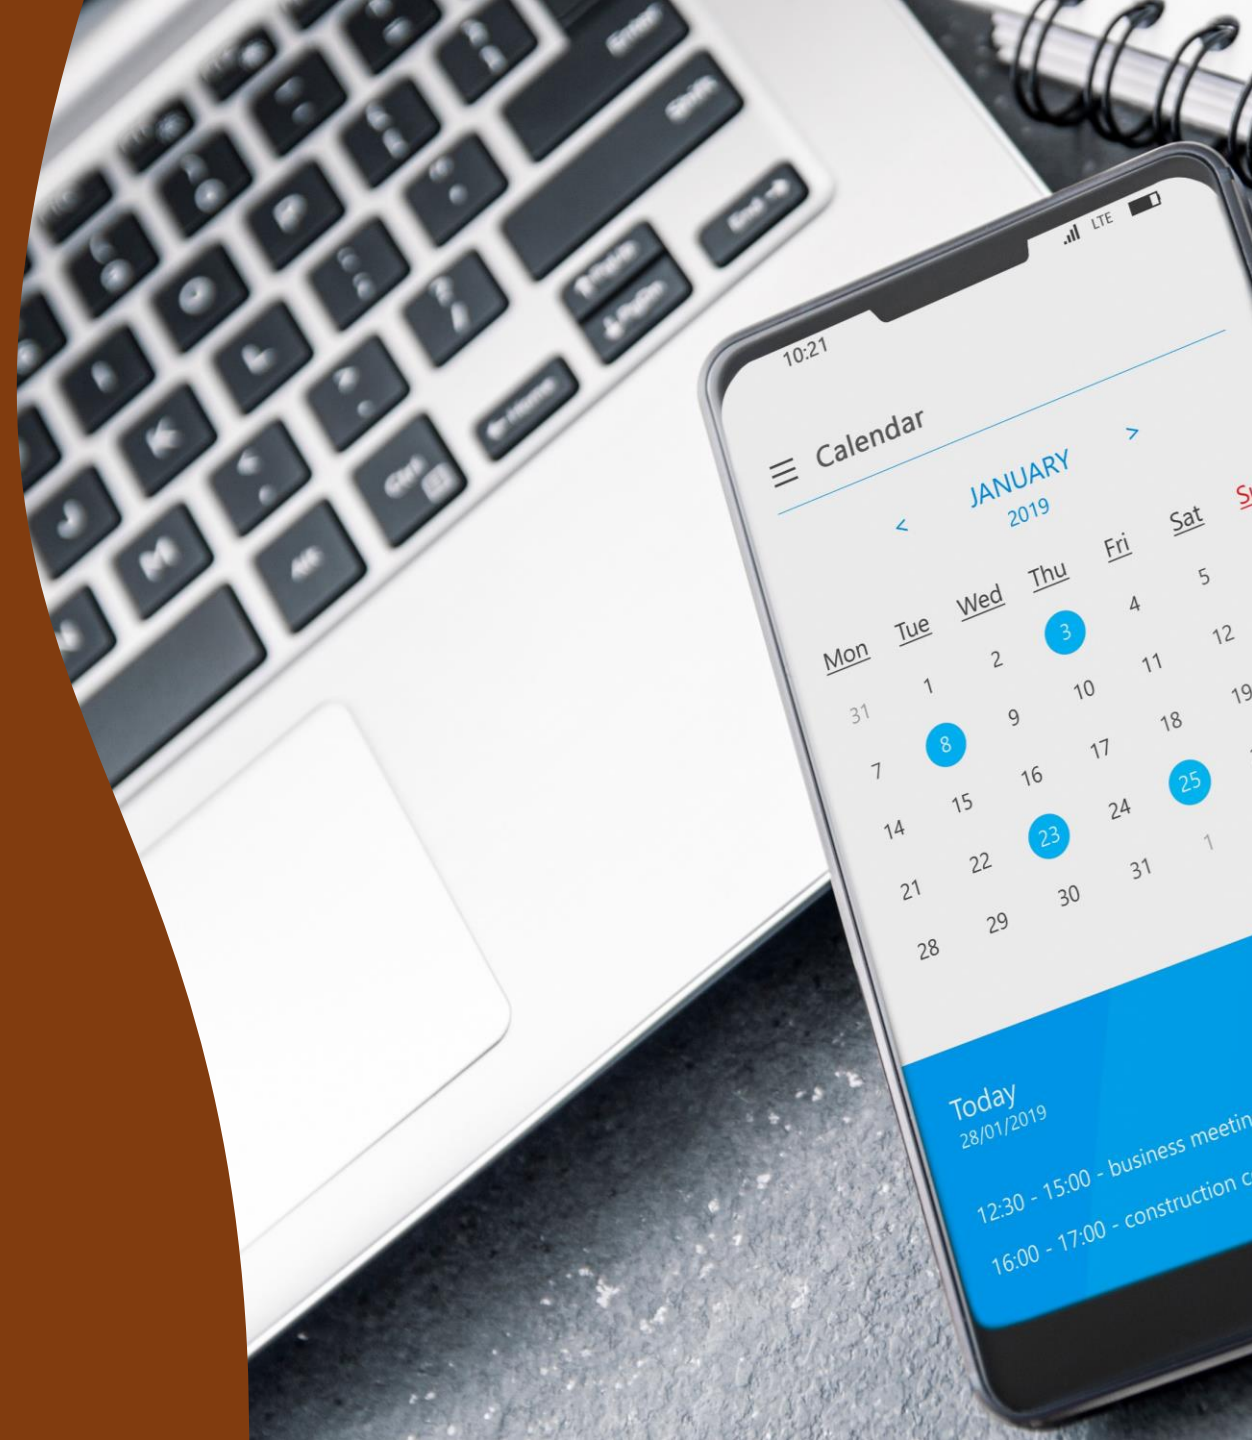 Enter
Shift
End
PgUp
PgDn
Home
P
O
L
K
J
M
N
Ctrl
Alt
LTE
10:21
Calendar
< JANUARY >
2019
Mon Tue Wed Thu Fri Sat
31 1 2 3 4 5
7 8 9 10 11 12
14 15 16 17 18 19
21 22 23 24 25
28 29 30 31 1
Today
28/01/2019
12:30 - 15:00 - business
16:00 - 17:00 - construction